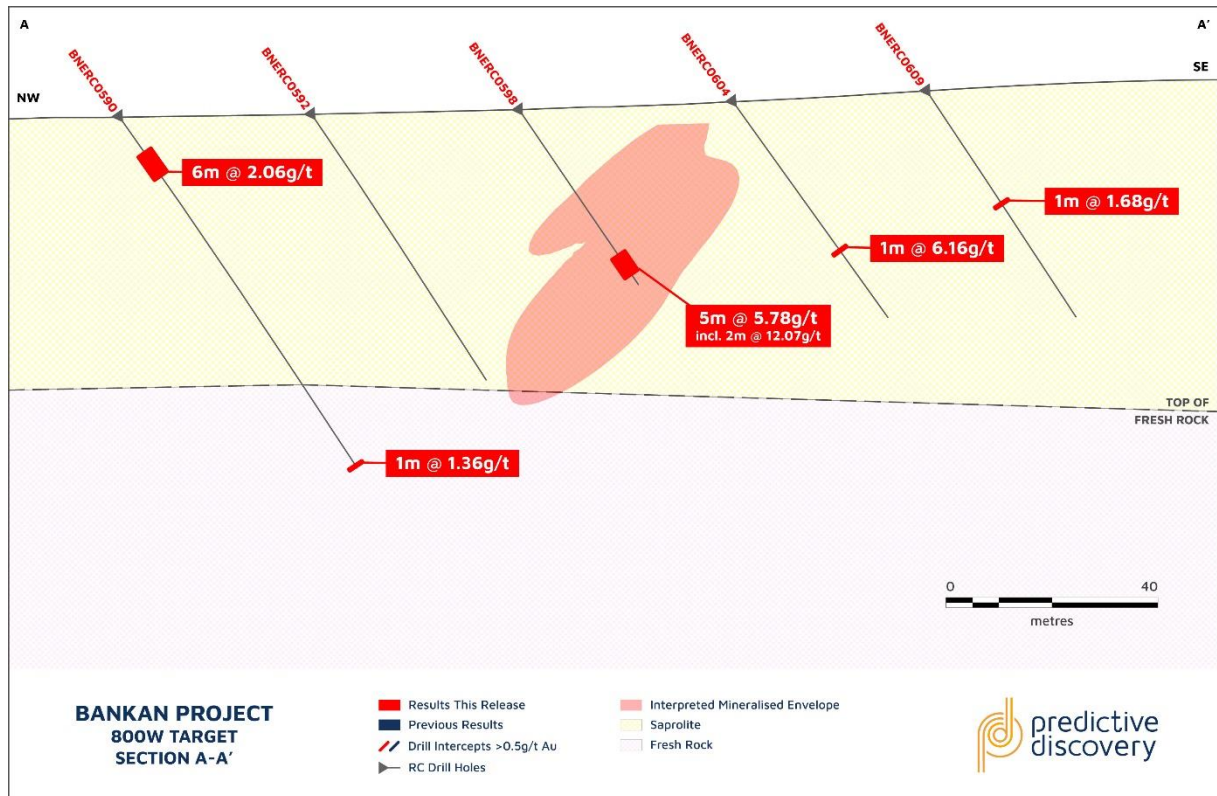 A
A'
NW
SE
BNERC0590
BNERC0592
BNERC0598
BNERC0604
BNERC0609
6m @ 2.06g/t
1m @ 1.68g/t
1m @ 6.16g/t
5m @ 5.78g/t
incl. 2m @ 12.07g/t
TOP OF
FRESH ROCK
1m @ 1.36g/t
0 40
metres
BANKAN PROJECT
800W TARGET
SECTION A-A'
Results This Release
Previous Results
Drill Intercepts >0.5g/t Au
RC Drill Holes
Interpreted Mineralised Envelope
Saprolite
Fresh Rock
predictive
discovery